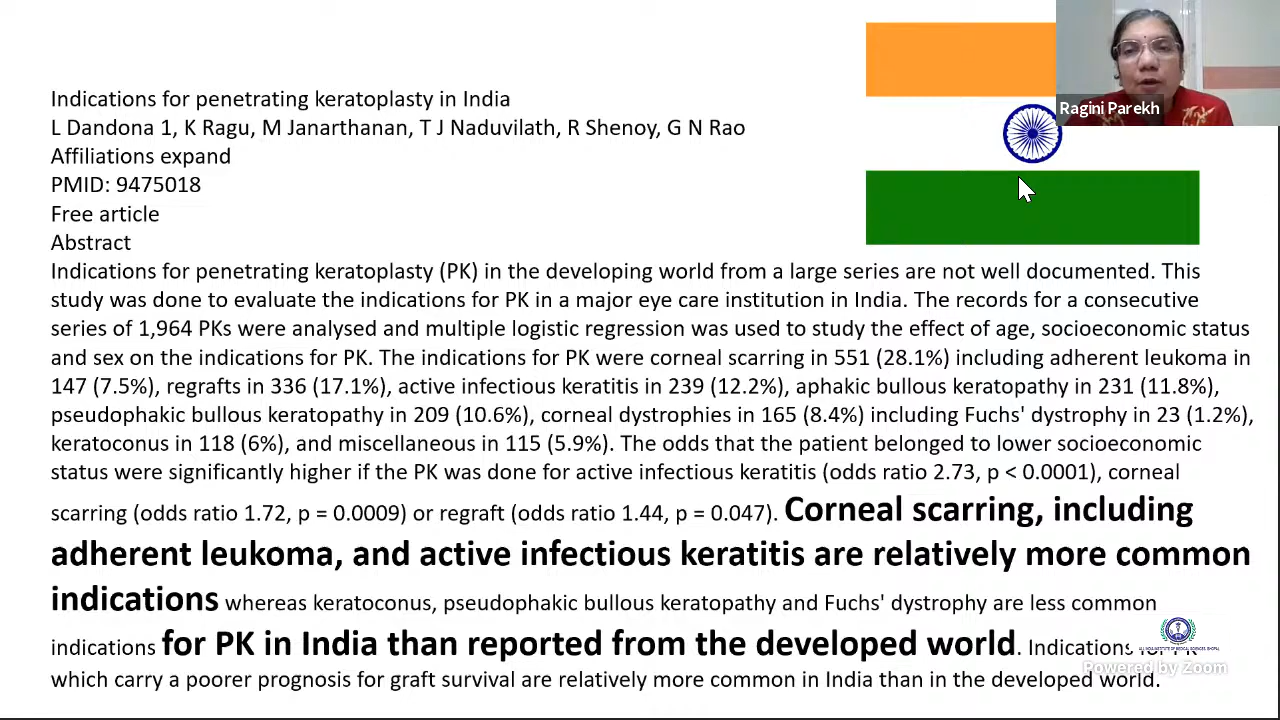 Indications for penetrating keratoplasty in India
L Dandona 1, K Ragu, M Janarthanan, T J Naduvilath, R Shenoy, G N Rao
Affiliations expand
PMID: 9475018
Free article
Abstract
Indications for penetrating keratoplasty (PK) in the developing world from a large series are not well documented. This
study was done to evaluate the indications for PK in a major eye care institution in India. The records for a consecutive
series of 1,964 PKs were analysed and multiple logistic regression was used to study the effect of age, socioeconomic status
and sex on the indications for PK. The indications for PK were corneal scarring in 551 (28.1%) including adherent leukoma in
147 (7.5%), regrafts in 336 (17.1%), active infectious keratitis in 239 (12.2%), aphakic bullous keratopathy in 231 (11.8%),
pseudophakic bullous keratopathy in 209 (10.6%), corneal dystrophies in 165 (8.4%) including Fuchs' dystrophy in 23 (1.2%),
keratoconus in 118 (6%), and miscellaneous in 115 (5.9%). The odds that the patient belonged to lower socioeconomic
status were significantly higher if the PK was done for active infectious keratitis (odds ratio 2.73, p < 0.0001), corneal
scarring (odds ratio 1.72, p = 0.0009) or regraft (odds ratio 1.44, p = 0.047). Corneal scarring, including
adherent leukoma, and active infectious keratitis are relatively more common
indications whereas keratoconus, pseudophakic bullous keratopathy and Fuchs' dystrophy are less common
indications for PK in India than reported from the developed world. Indications for PK
which carry a poorer prognosis for graft survival are relatively more common in India than in the developed world.
Ragini Parekh
ALL INDIA INSTITUTE OF MEDICAL SCIENCES BHOPAL
Powered by Zoom